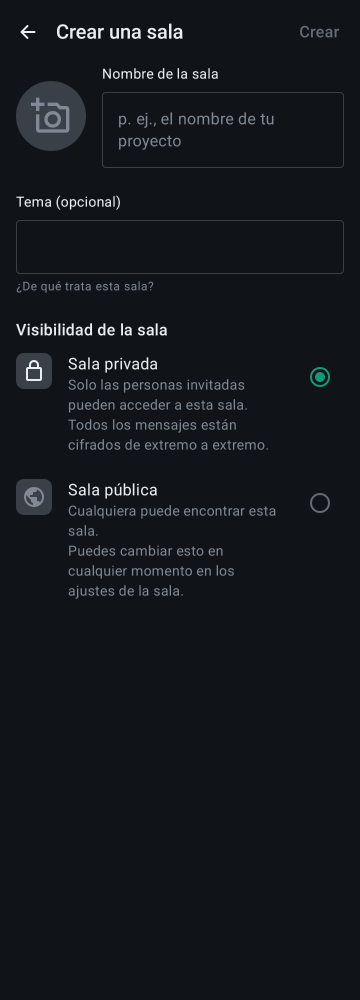 Crear una sala
Crear
Nombre de la sala
p. ej., el nombre de tu
proyecto
Tema (opcional)
¿De qué trata esta sala?
Visibilidad de la sala
Sala privada
Solo las personas invitadas
pueden acceder a esta sala.
Todos los mensajes están
cifrados de extremo a extremo.
Sala pública
Cualquiera puede encontrar esta
sala.
Puedes cambiar esto en
cualquier momento en los
ajustes de la sala.